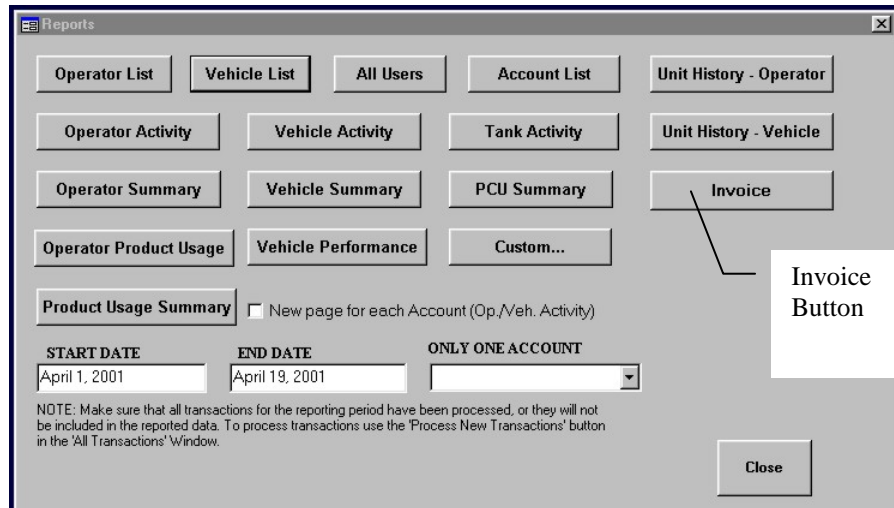 Reports
Operator List
Vehicle List
All Users
Account List
Unit History - Operator
Operator Activity
Vehicle Activity
Tank Activity
Unit History - Vehicle
Operator Summary
Vehicle Summary
PCU Summary
Invoice
Operator Product Usage
Vehicle Performance
Custom...
Invoice
Button
Product Usage Summary
New page for each Account (Op./Veh. Activity)
START DATE
END DATE
ONLY ONE ACCOUNT
April 1, 2001
April 19, 2001
NOTE: Make sure that all transactions for the reporting period have been processed, or they will not
be included in the reported data. To process transactions use the 'Process New Transactions' button
in the 'All Transactions' Window.
Close